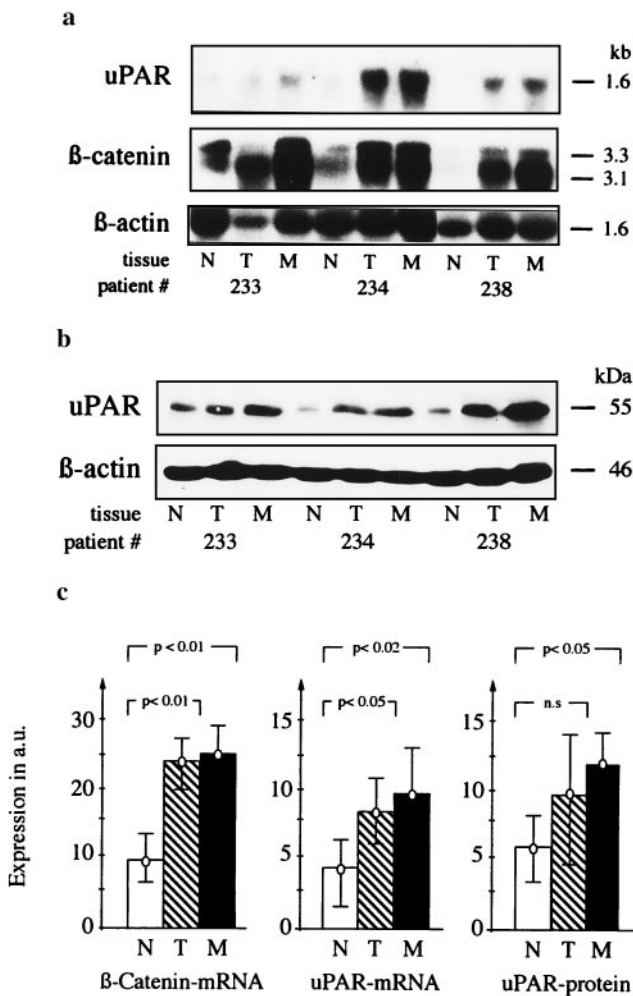 a
kb
uPAR
1.6
ß-catenin
3.3
3.1
ß-actin
1.6
tissue N T M N T M N T M
patient # 233 234 238
b
kDa
uPAR
55
ß-actin
46
tissue N T M N T M N T M
patient # 233 234 238
c
p < 0.01 p < 0.02 p < 0.05
p< 0.01 p< 0.05 n.s
Expression in a.u.
30
20
10
0
N T M
ß-Catenin-mRNA
15
10
5
0
N T M
uPAR-mRNA
15
10
5
0
N T M
uPAR-protein